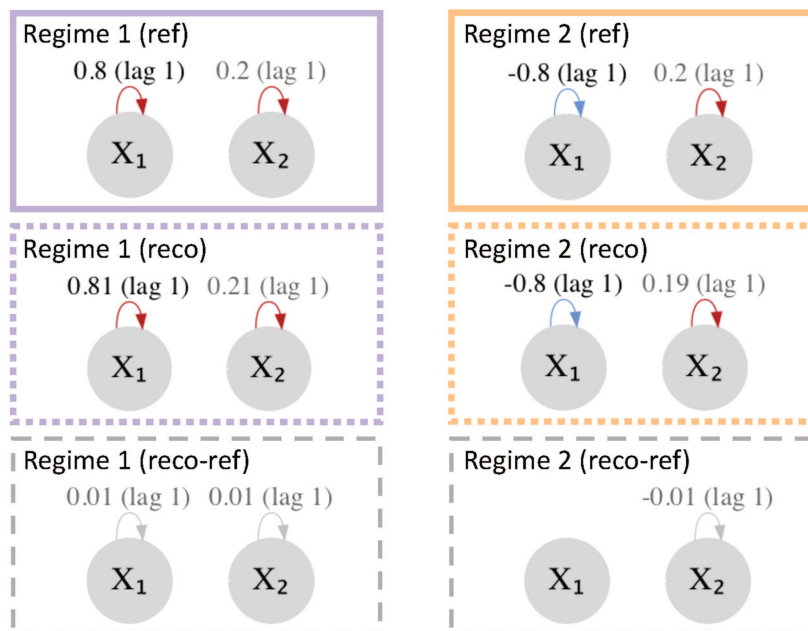 Regime 1 (ref)
0.8 (lag 1) 0.2 (lag 1)
X1 X2
Regime 2 (ref)
-0.8 (lag 1) 0.2 (lag 1)
X1 X2
Regime 1 (reco)
0.81 (lag 1) 0.21 (lag 1)
X1 X2
Regime 2 (reco)
-0.8 (lag 1) 0.19 (lag 1)
X1 X2
Regime 1 (reco-ref)
0.01 (lag 1) 0.01 (lag 1)
X1 X2
Regime 2 (reco-ref)
-0.01 (lag 1)
X1 X2